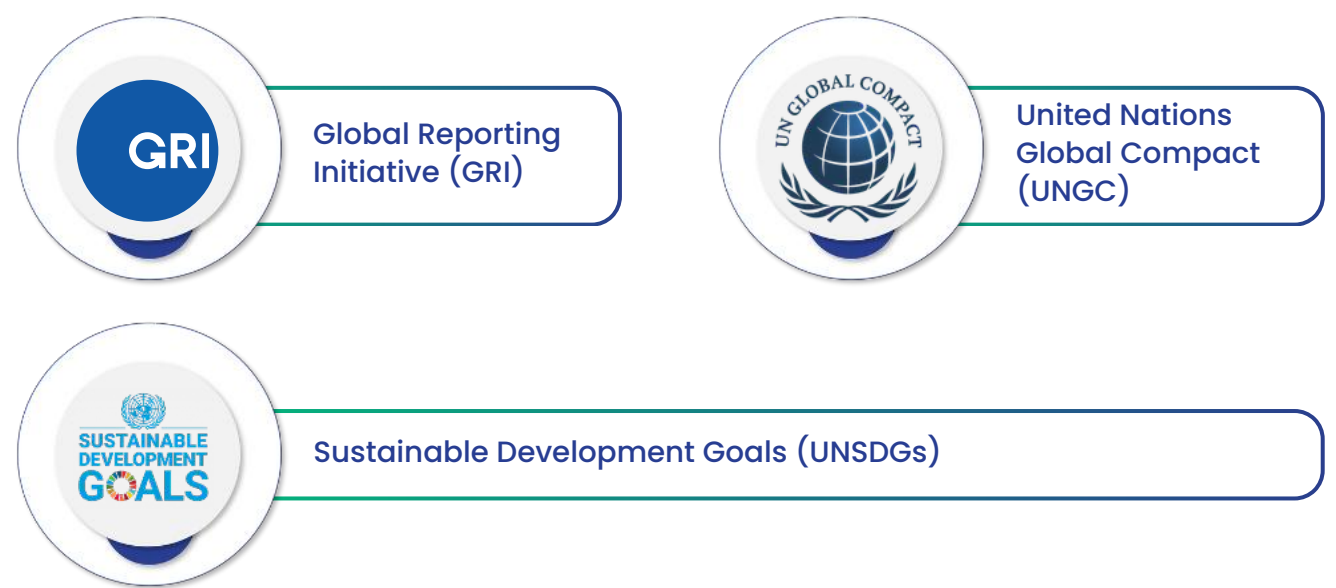 GRI
Global Reporting
Initiative (GRI)
UN GLOBAL COMPACT
United Nations
Global Compact
(UNGC)
SUSTAINABLE
DEVELOPMENT
GOALS
Sustainable Development Goals (UNSDGs)